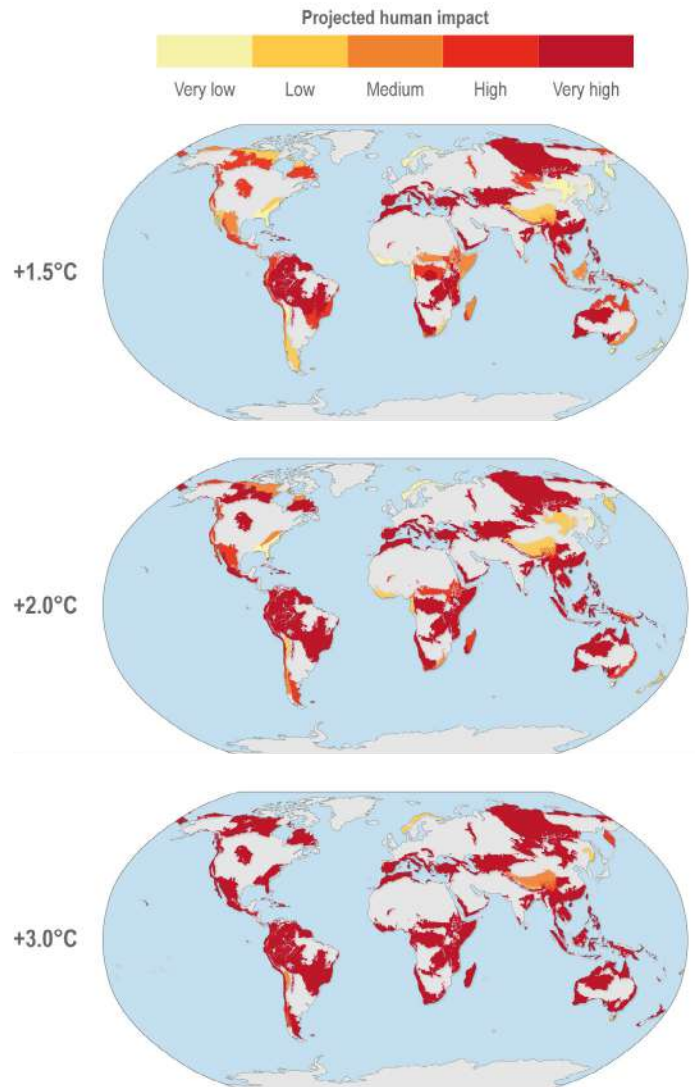 Projected human impact
Very low Low Medium High Very high
+1.5°C
+2.0°C
+3.0°C